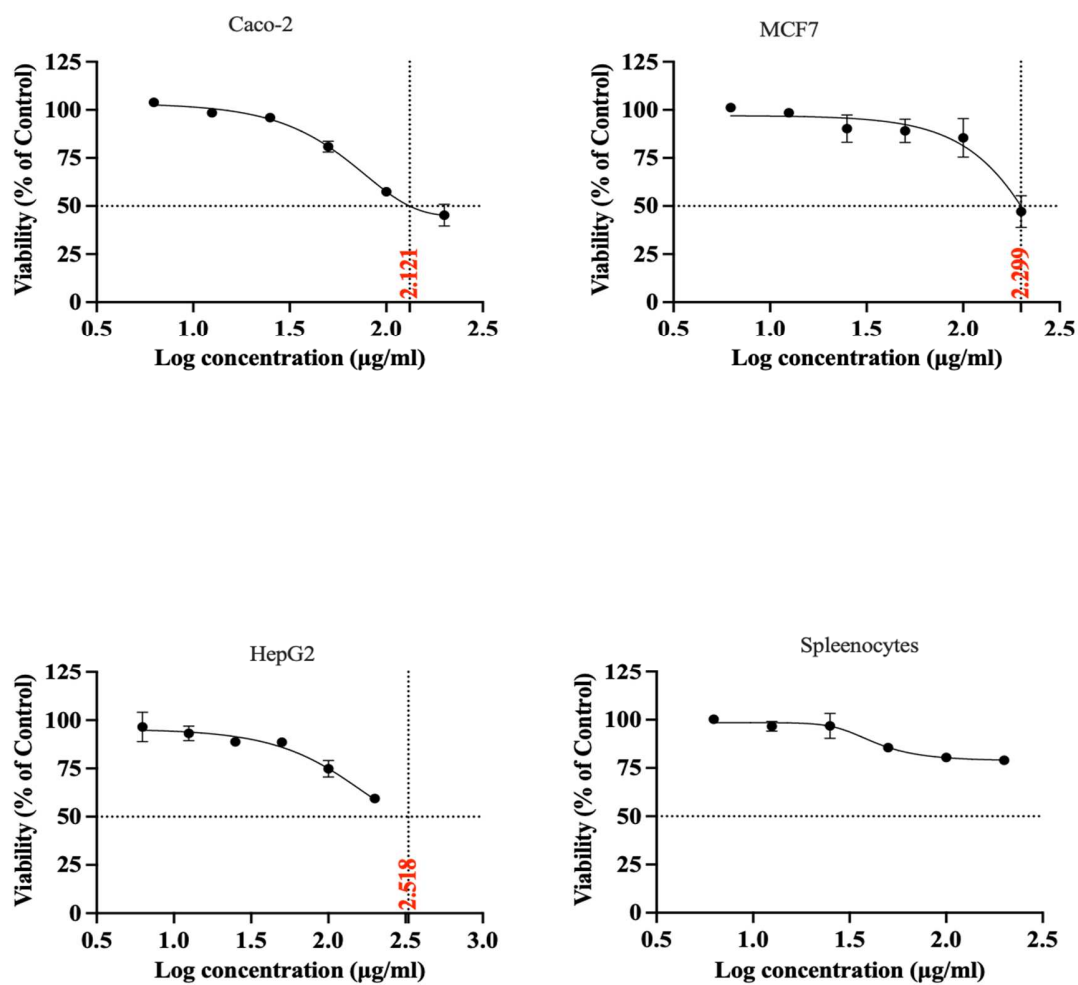 Caco-2
125
100
75
50
25
0
Viability (% of Control)
2.121
0.5 1.0 1.5 2.0 2.5
Log concentration (µg/ml)
MCF7
125
100
75
50
25
0
Viability (% of Control)
2.299
0.5 1.0 1.5 2.0 2.5
Log concentration (µg/ml)
HepG2
125
100
75
50
25
0
Viability (% of Control)
2.518
0.5 1.0 1.5 2.0 2.5 3.0
Log concentration (µg/ml)
Spleenocytes
125
100
75
50
25
0
Viability (% of Control)
0.5 1.0 1.5 2.0 2.5
Log concentration (µg/ml)